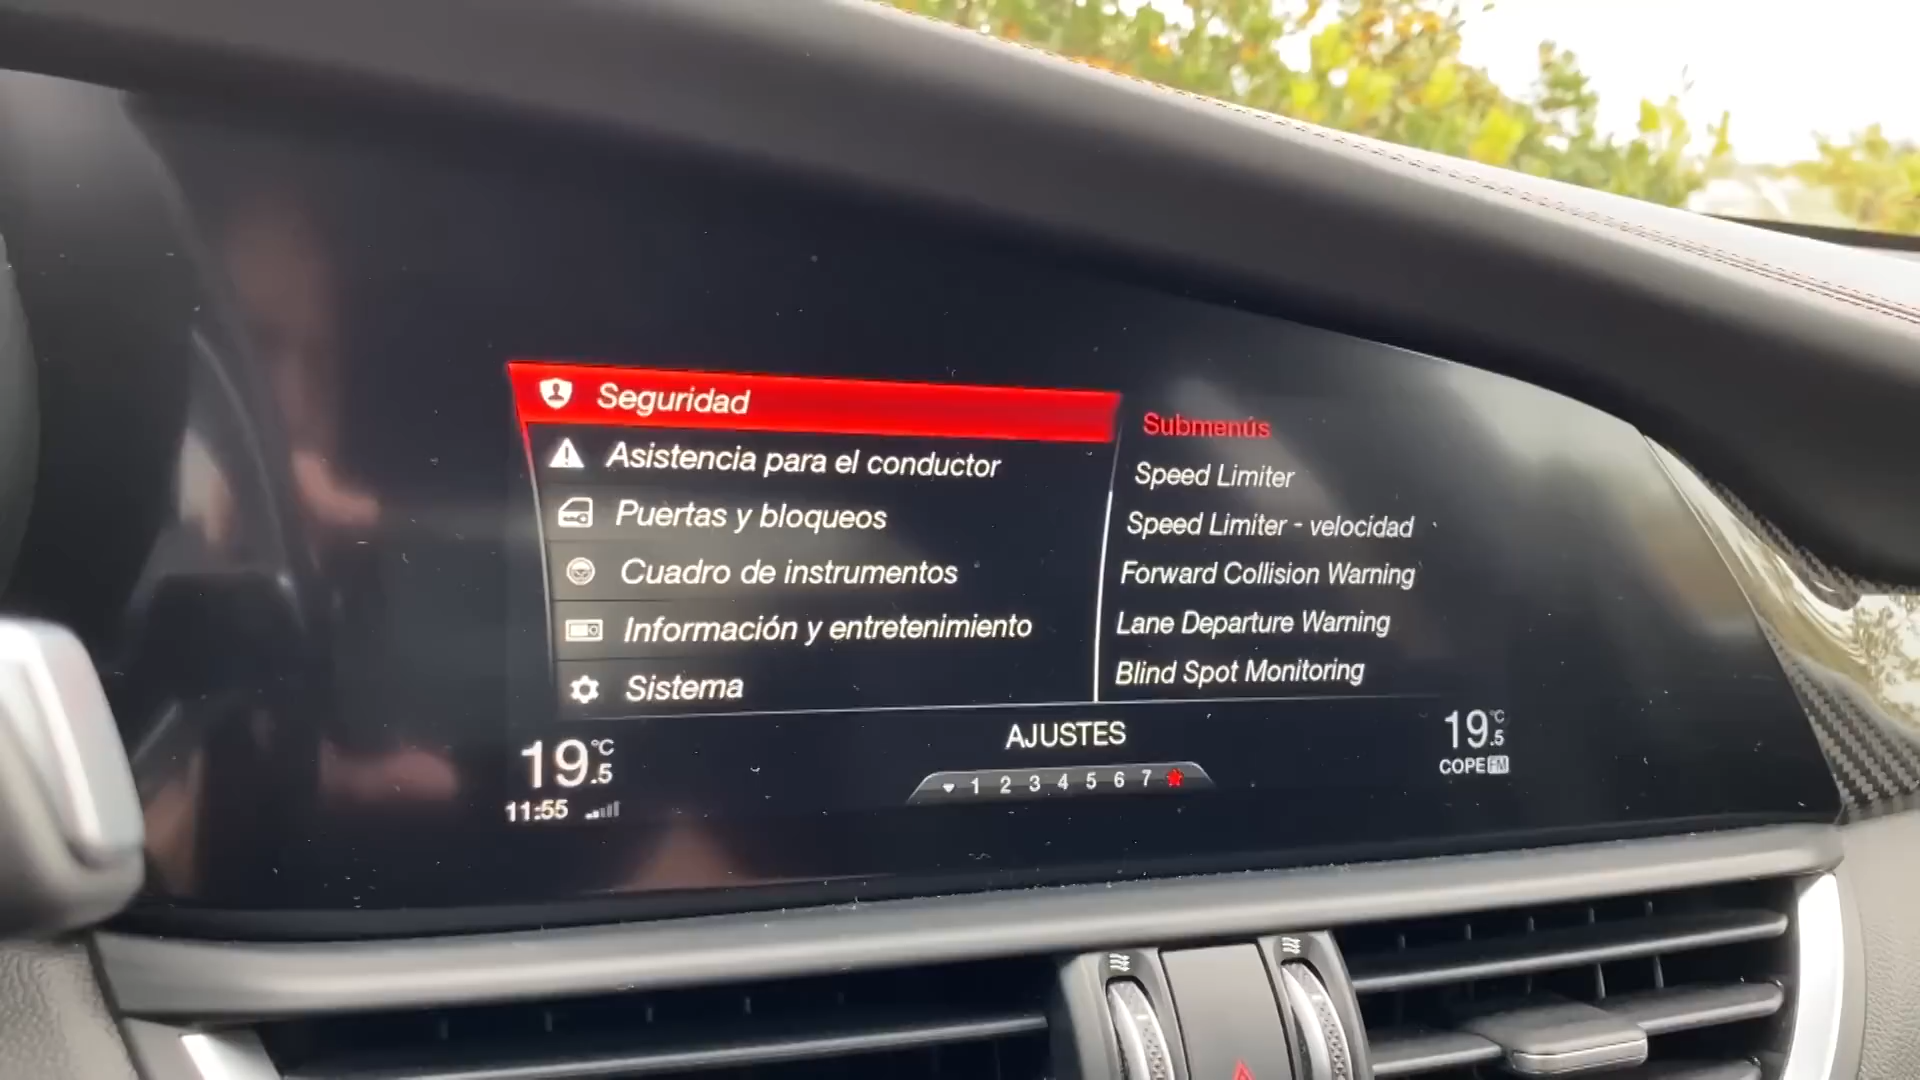 Seguridad
Asistencia para el conductor
Puertas y bloqueos
Cuadro de instrumentos
Información y entretenimiento
Sistema
Submenús
Speed Limiter
Speed Limiter - velocidad
Forward Collision Warning
Lane Departure Warning
Blind Spot Monitoring
AJUSTES
1 2 3 4 5 6 7
19.5 °C
11:55
19.5 °C
COPE FM